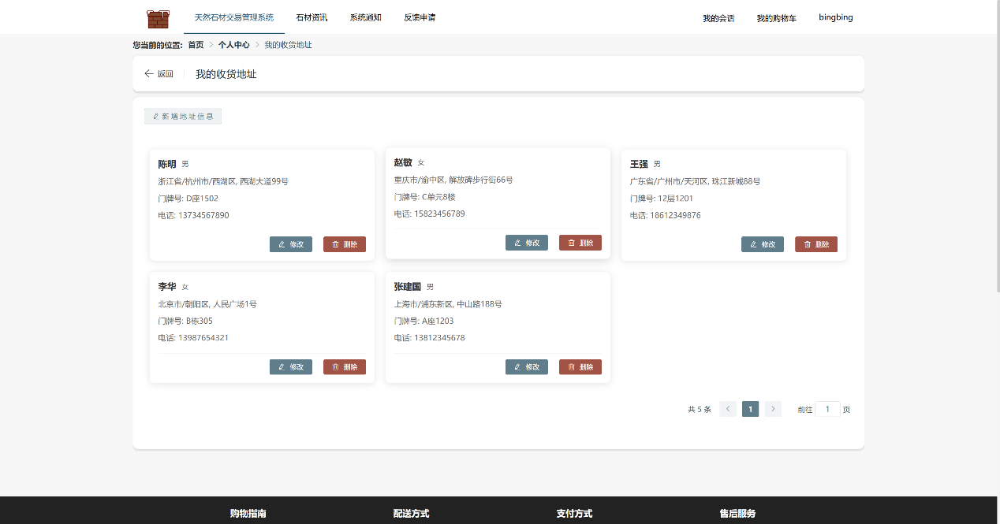 天然石材交易管理系统 石材资讯 系统通知 反馈申请 我的会话 我的购物车 bingbing
您当前的位置: 首页 > 个人中心 > 我的收货地址
← 返回 我的收货地址
新增地址信息
陈明 男
浙江省/杭州市/西湖区, 西湖大道99号
门牌号: D座1502
电话: 13734567890
修改 删除
赵敏 女
重庆市/渝中区, 解放碑步行街66号
门牌号: C单元8楼
电话: 15823456789
修改 删除
王强 男
广东省/广州市/天河区, 珠江新城88号
门牌号: 12层1201
电话: 18612349876
修改 删除
李华 女
北京市/朝阳区, 人民广场1号
门牌号: B栋305
电话: 13987654321
修改 删除
张建国 男
上海市/浦东新区, 中山路188号
门牌号: A座1203
电话: 13812345678
修改 删除
共 5 条 < 1 > 前往 1 页
购物指南 配送方式 支付方式 售后服务